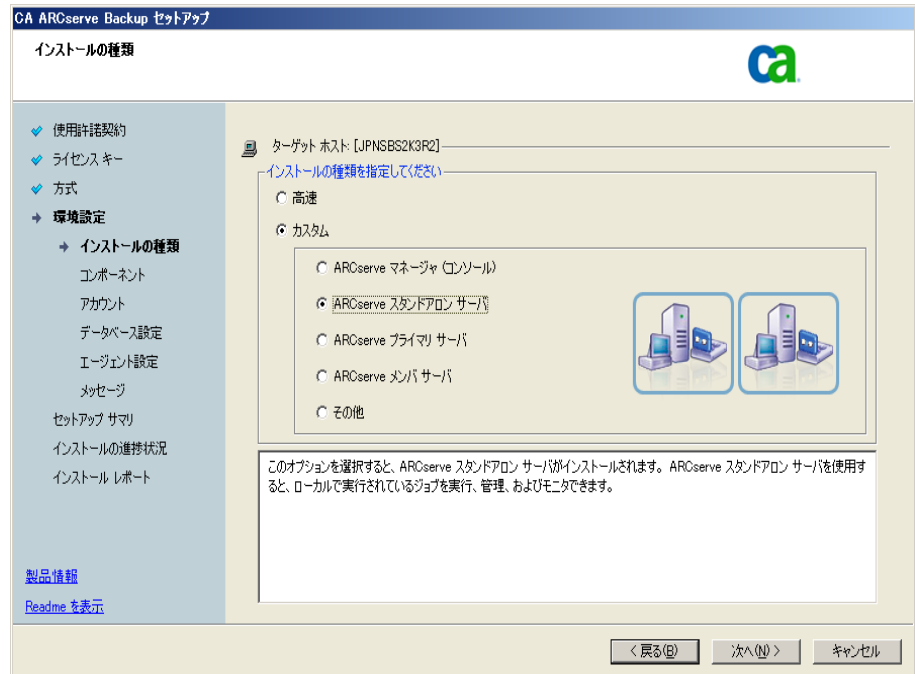 CA ARCserve Backup セットアップ
インストールの種類
ca
使用許諾契約
ライセンス キー
方式
環境設定
インストールの種類
コンポーネント
アカウント
データベース設定
エージェント設定
メッセージ
セットアップ サマリ
インストールの進捗状況
インストール レポート
製品情報
Readme を表示
ターゲット ホスト: [JPNSBS2K3R2]
インストールの種類を指定してください
高速
カスタム
ARCserve マネージャ (コンソール)
ARCserve スタンドアロン サーバ
ARCserve プライマリ サーバ
ARCserve メンバ サーバ
その他
このオプションを選択すると、ARCserve スタンドアロン サーバがインストールされます。 ARCserve スタンドアロン サーバを使用す
ると、ローカルで実行されているジョブを実行、管理、およびモニタできます。
< 戻る(B)
次へ(N) >
キャンセル